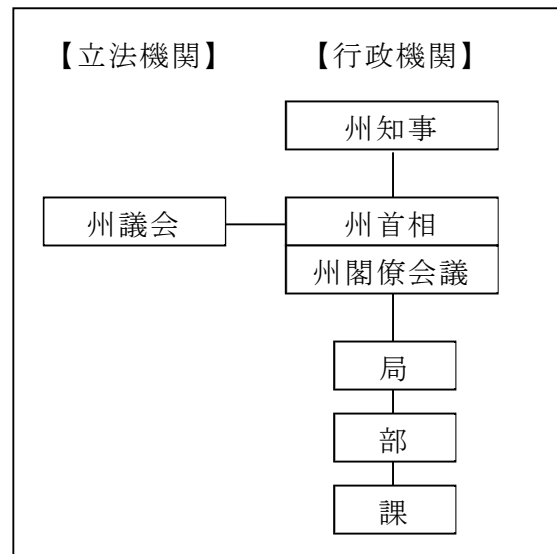 【立法機関】 【行政機関】
州知事
州議会 州首相
州閣僚会議
局
部
課